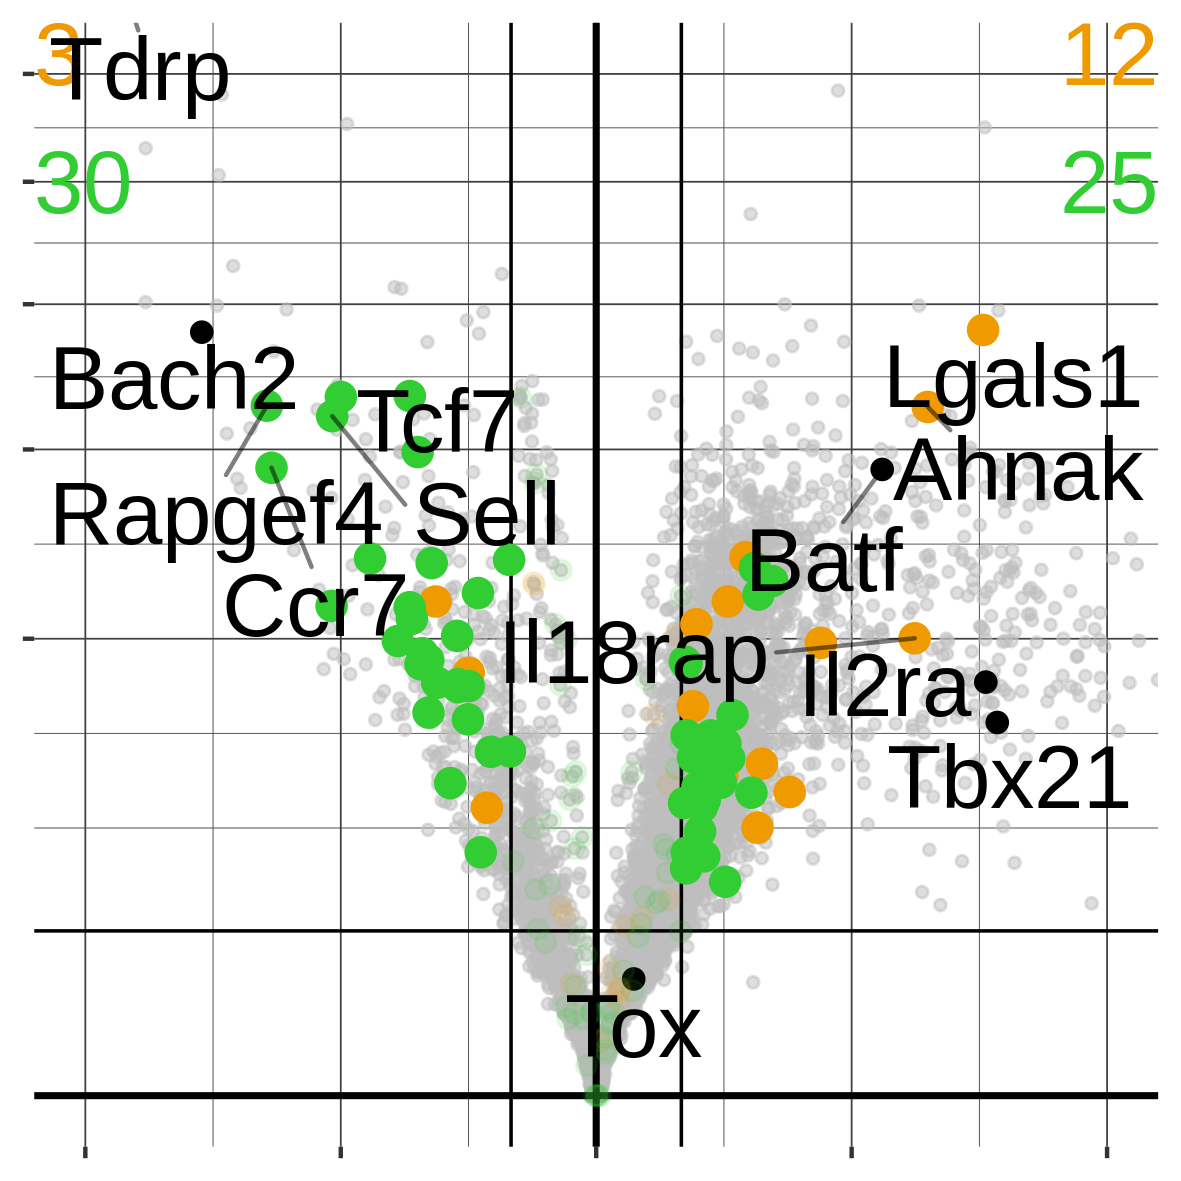 3 12
Tdrp
30 25
Bach2 Lgals1
Tcf7
Ahnak
Rapgef4 Sell
Batf
Ccr7
Il18rap
Il2ra
Tbx21
Tox